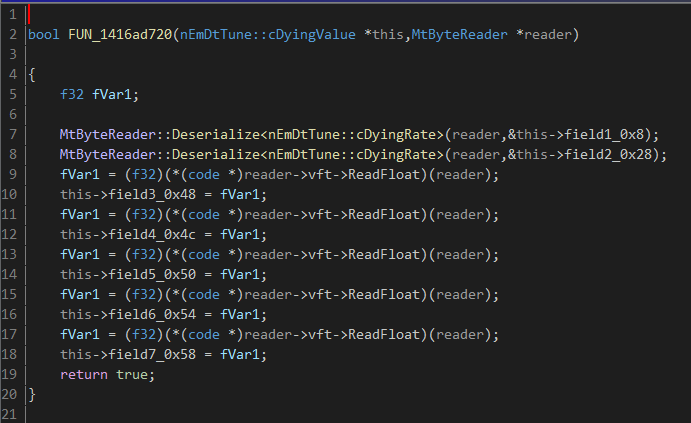 1
2 bool FUN_1416ad720(nEmDtTune::cDyingValue *this,MtByteReader *reader)
3
4 {
5 f32 fVar1;
6
7 MtByteReader::Deserialize<nEmDtTune::cDyingRate>(reader,&this->field1_0x8);
8 MtByteReader::Deserialize<nEmDtTune::cDyingRate>(reader,&this->field2_0x28);
9 fVar1 = (f32)(*(code *)reader->vft->ReadFloat)(reader);
10 this->field3_0x48 = fVar1;
11 fVar1 = (f32)(*(code *)reader->vft->ReadFloat)(reader);
12 this->field4_0x4c = fVar1;
13 fVar1 = (f32)(*(code *)reader->vft->ReadFloat)(reader);
14 this->field5_0x50 = fVar1;
15 fVar1 = (f32)(*(code *)reader->vft->ReadFloat)(reader);
16 this->field6_0x54 = fVar1;
17 fVar1 = (f32)(*(code *)reader->vft->ReadFloat)(reader);
18 this->field7_0x58 = fVar1;
19 return true;
20 }
21